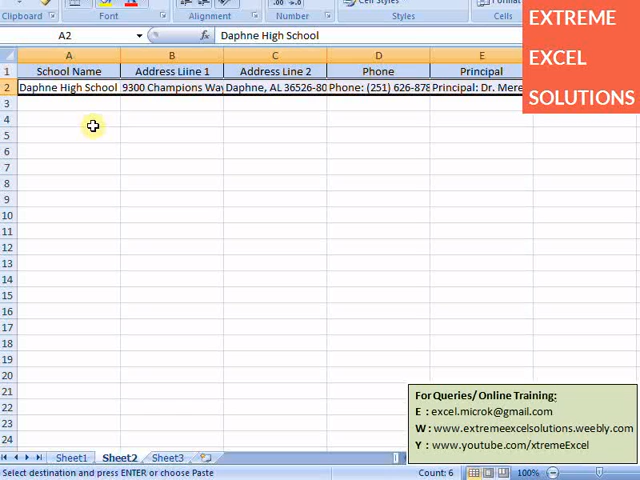 Cell Styles
Clipboard Font Alignment Number Styles Cells
EXTREME
EXCEL
SOLUTIONS
A2 fx Daphne High School
A B C D E
1 School Name Address Liine 1 Address Line 2 Phone Principal
2 Daphne High School 9300 Champions Way Daphne, AL 36526-80 Phone: (251) 626-878 Principal: Dr. Mere
3
4
5
6
7
8
9
10
11
12
13
14
15
16
17
18
19
20
21
22
23
24
For Queries/ Online Training:
E : excel.microk@gmail.com
W : www.extremeexcelsolutions.weebly.com
Y : www.youtube.com/xtremeExcel
Sheet1 Sheet2 Sheet3
Select destination and press ENTER or choose Paste Count: 6 100%